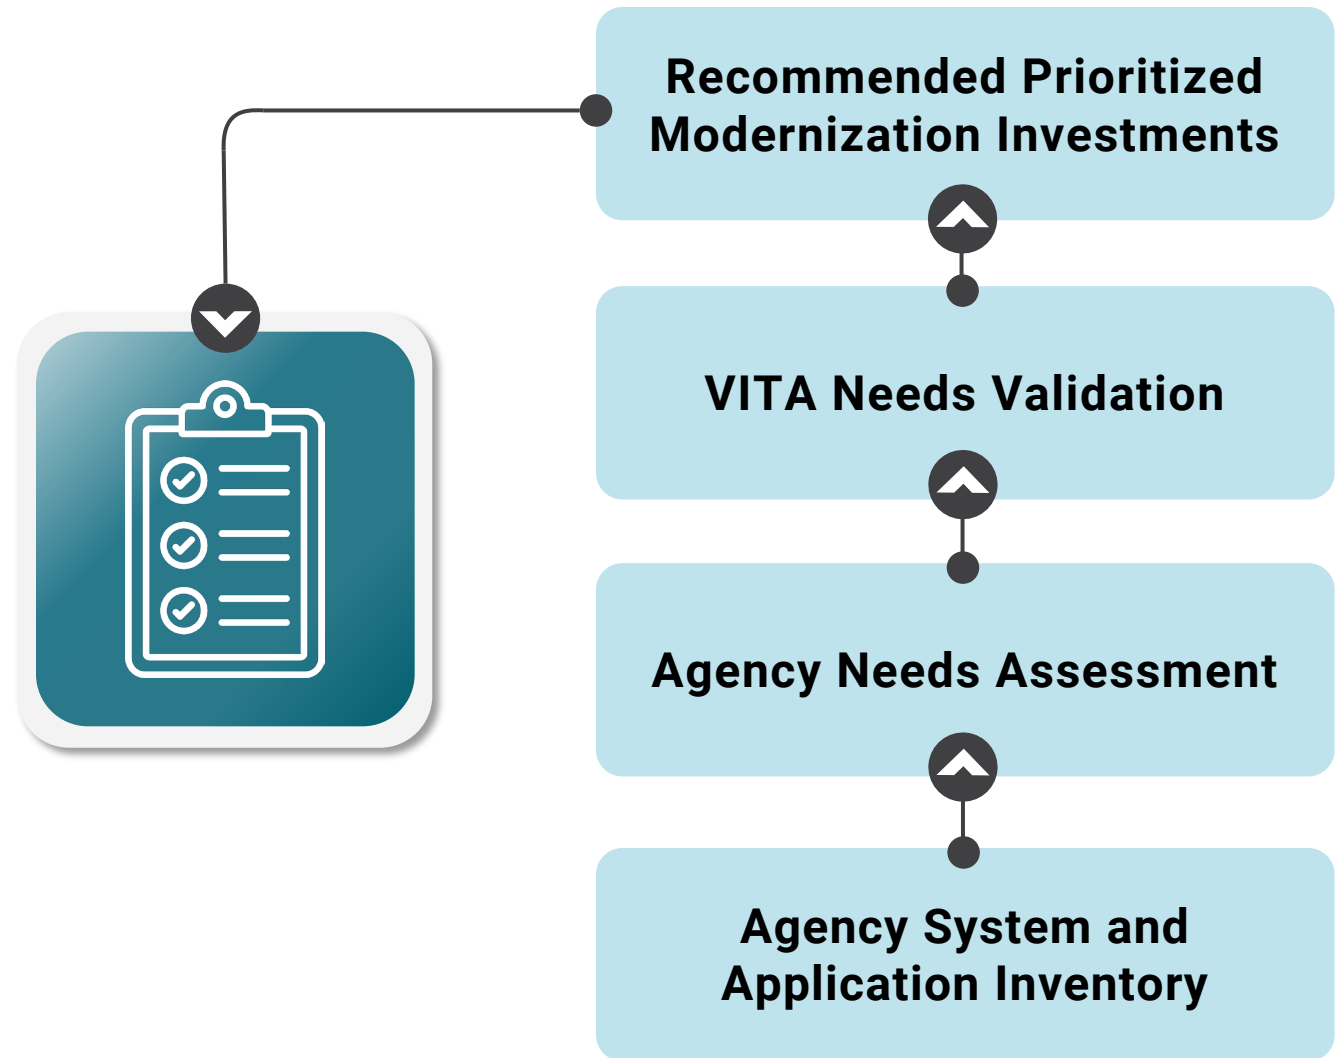 Recommended Prioritized
Modernization Investments
VITA Needs Validation
Agency Needs Assessment
Agency System and
Application Inventory